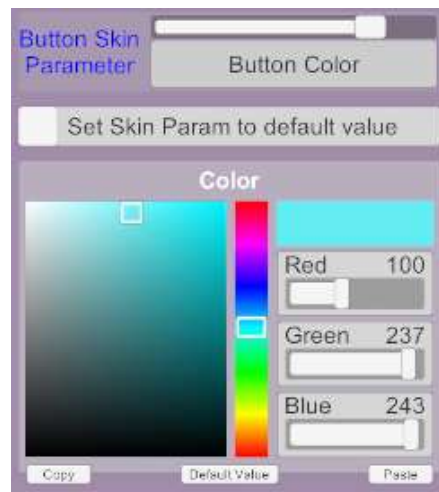 Button Skin
Parameter
Button Color
Set Skin Param to default value
Color
Red 100
Green 237
Blue 243
Copy Default Value Paste